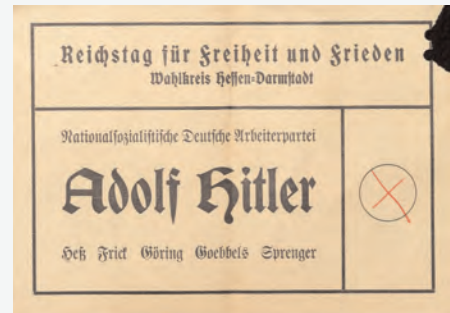 Reichstag für Freiheit und Frieden
Wahlkreis Hessen-Darmstadt
Nationalsozialistische Deutsche Arbeiterpartei
Adolf Hitler
Heß Frick Göring Goebbels Sprenger